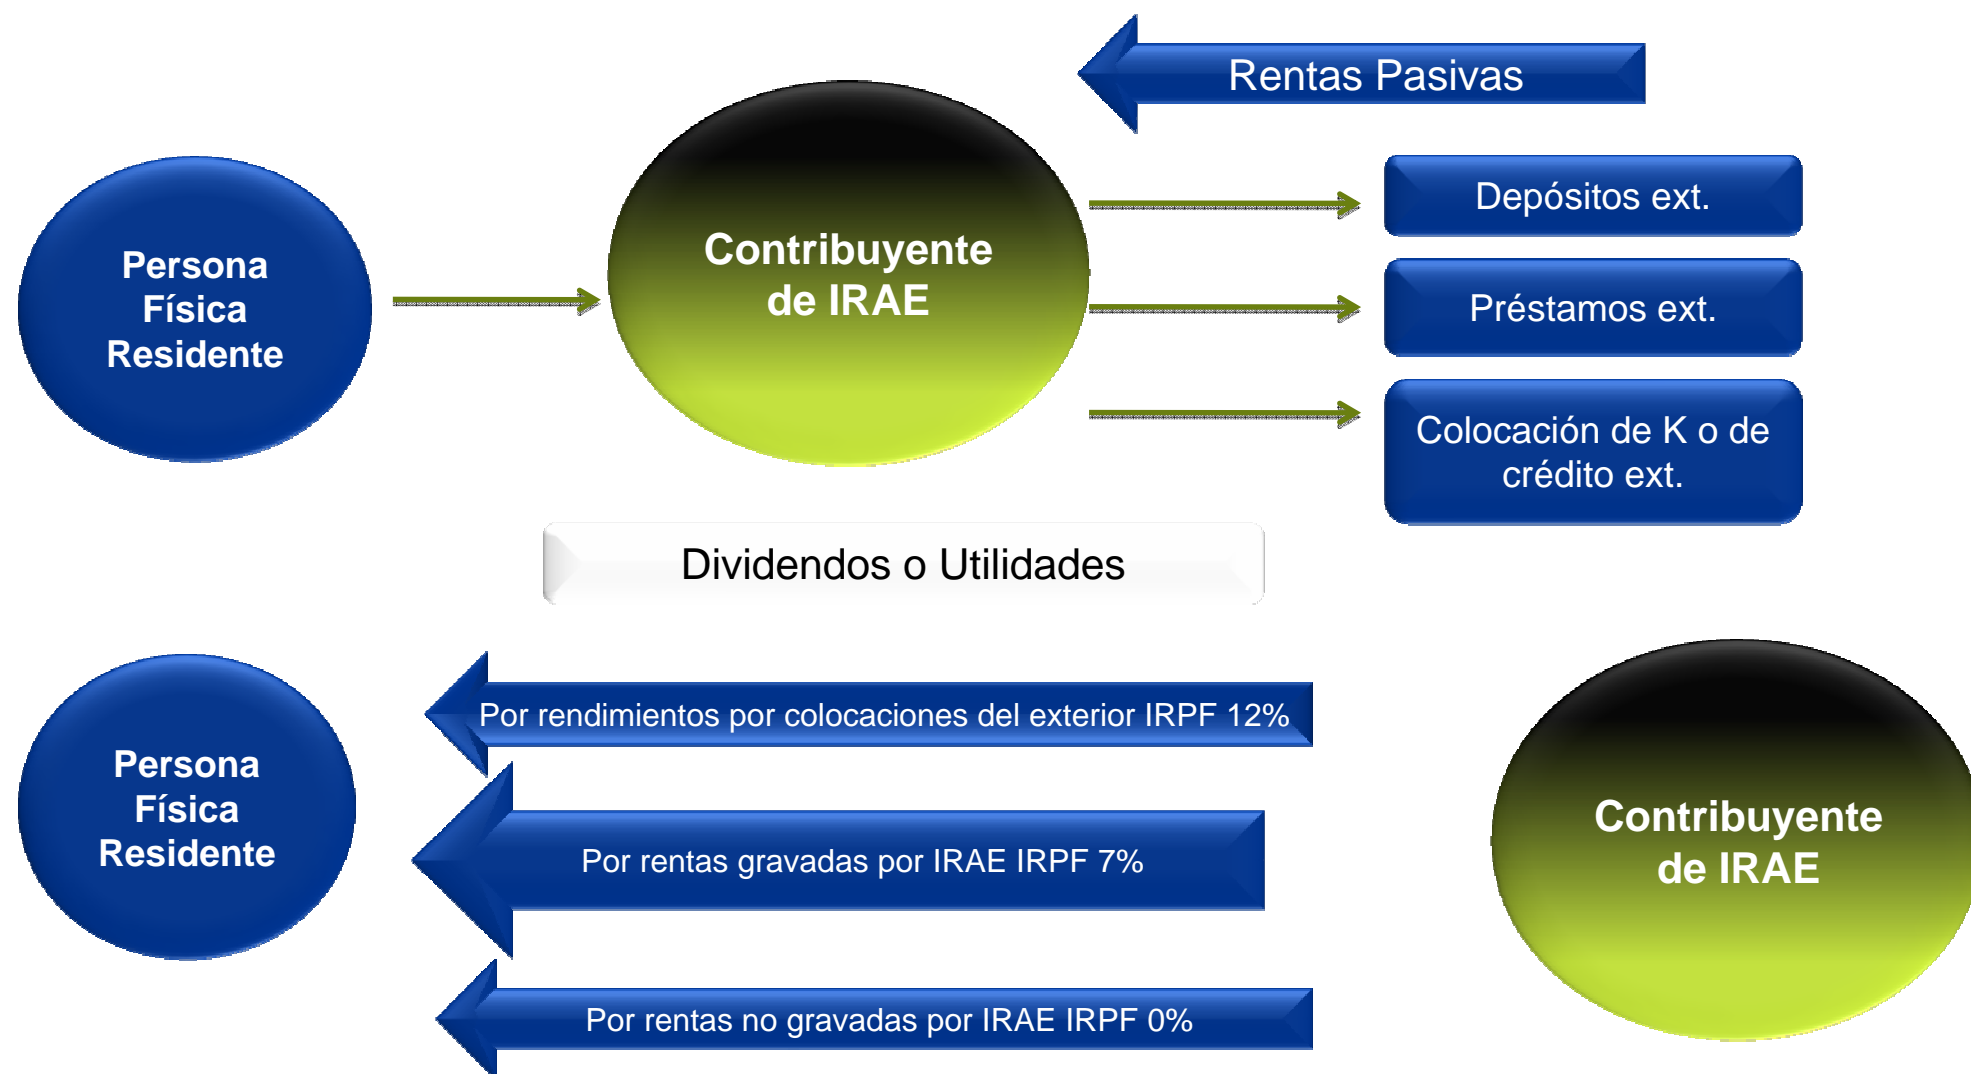 Rentas Pasivas
Persona
Física
Residente
Contribuyente
de IRAE
Depósitos ext.
Préstamos ext.
Colocación de K o de
crédito ext.
Dividendos o Utilidades
Persona
Física
Residente
Por rendimientos por colocaciones del exterior IRPF 12%
Por rentas gravadas por IRAE IRPF 7%
Por rentas no gravadas por IRAE IRPF 0%
Contribuyente
de IRAE